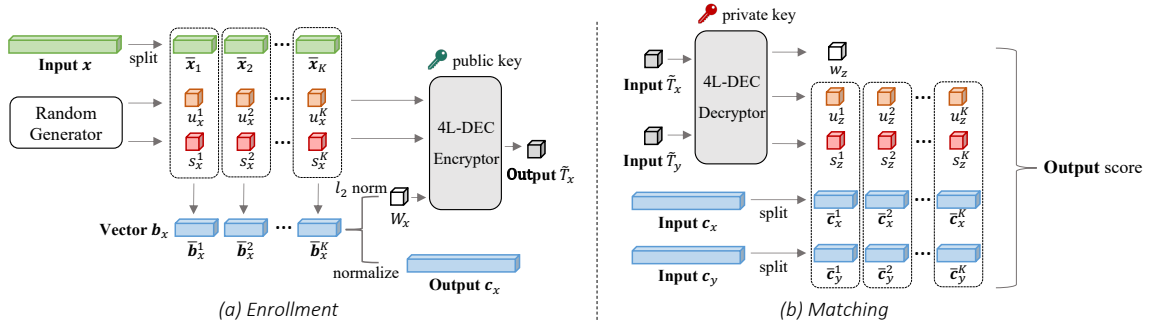 Input x
split
x̄₁ x̄₂ ... x̄_K
Random
Generator
u_x^1 u_x^2 ... u_x^K
s_x^1 s_x^2 ... s_x^K
public key
4L-DEC
Encryptor
Output T̃_x
l₂ norm
W_x
Vector b_x
b̄_x^1 b̄_x^2 ... b̄_x^K
normalize
Output c_x
(a) Enrollment
private key
Input T̃_x
4L-DEC
Decryptor
Input T̃_y
w_z
u_z^1 u_z^2 ... u_z^K
s_z^1 s_z^2 ... s_z^K
Output score
Input c_x
split
c̄_x^1 c̄_x^2 ... c̄_x^K
Input c_y
split
c̄_y^1 c̄_y^2 ... c̄_y^K
(b) Matching